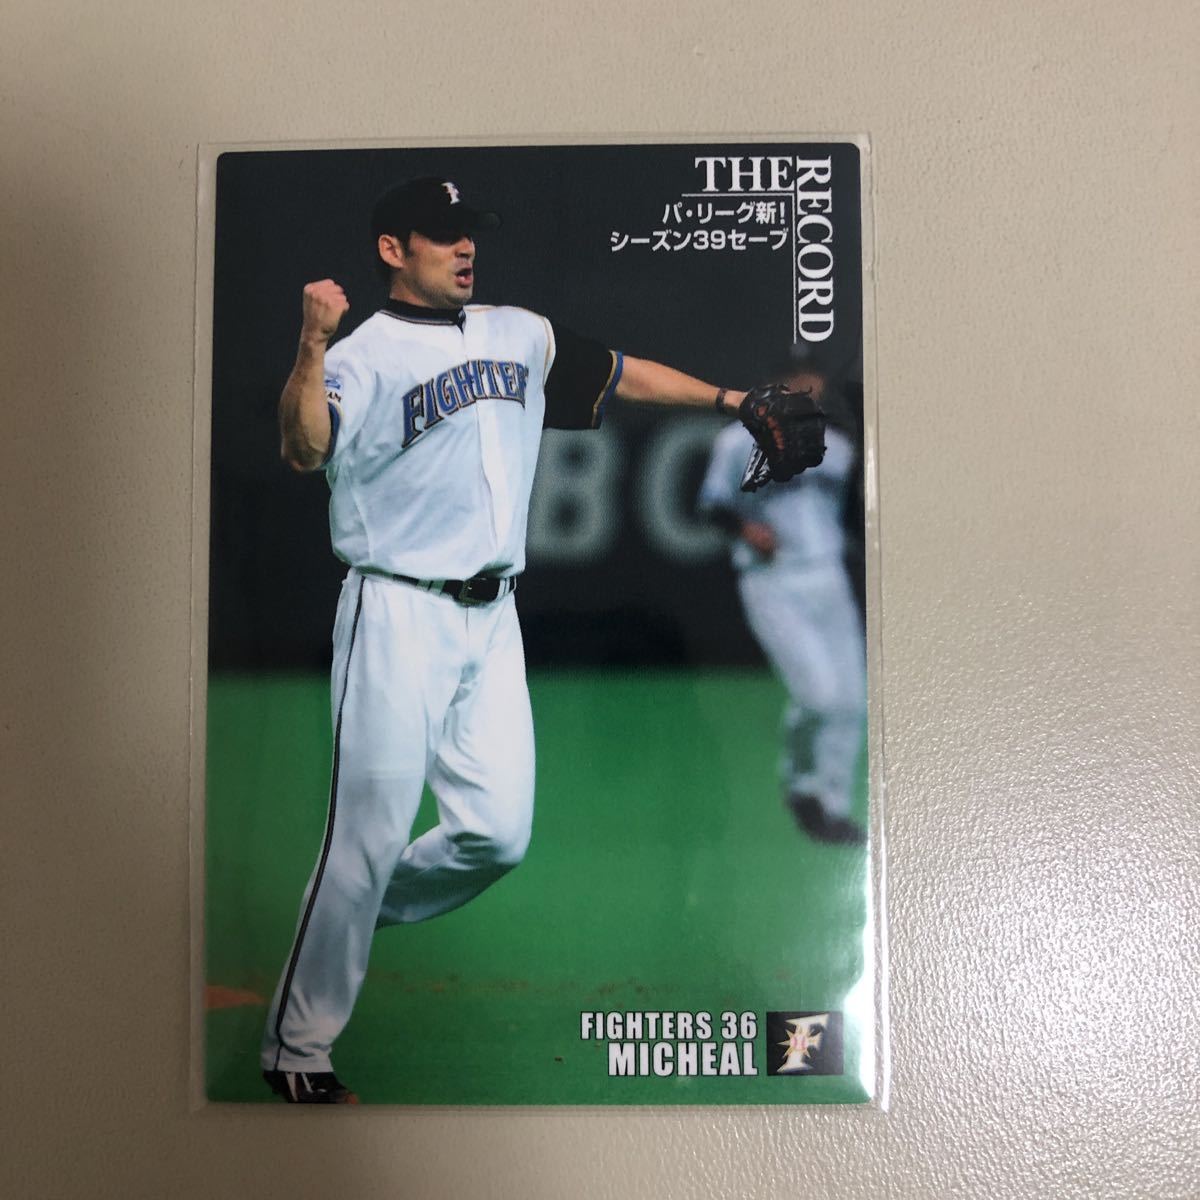 THE RECORD
パ・リーグ新!
シーズン39セーブ
F
FIGHTERS
BC
FIGHTERS 36
MICHEAL
F